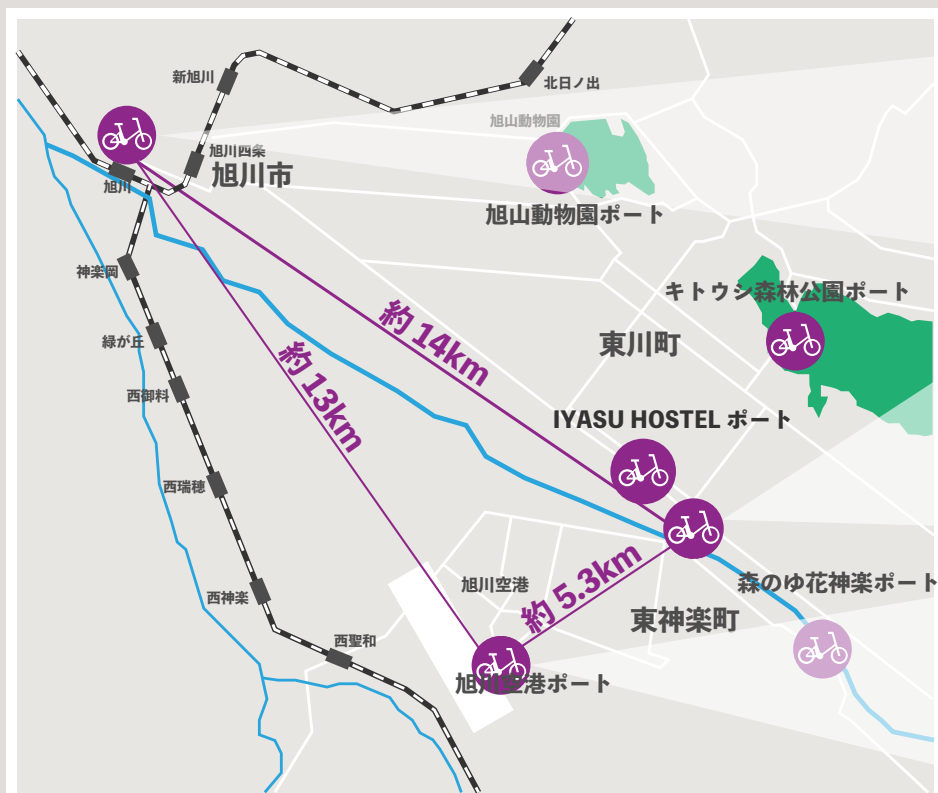 新旭川
北日ノ出
旭山動物園
旭川四条
旭川
旭川市
旭山動物園ポート
神楽岡
キトウシ森林公園ポート
緑が丘
約 14km
東川町
約 13km
西御料
IYASU HOSTEL ポート
西瑞穂
旭川空港
約 5.3km
森のゆ花神楽ポート
西神楽
東神楽町
西聖和
旭川空港ポート